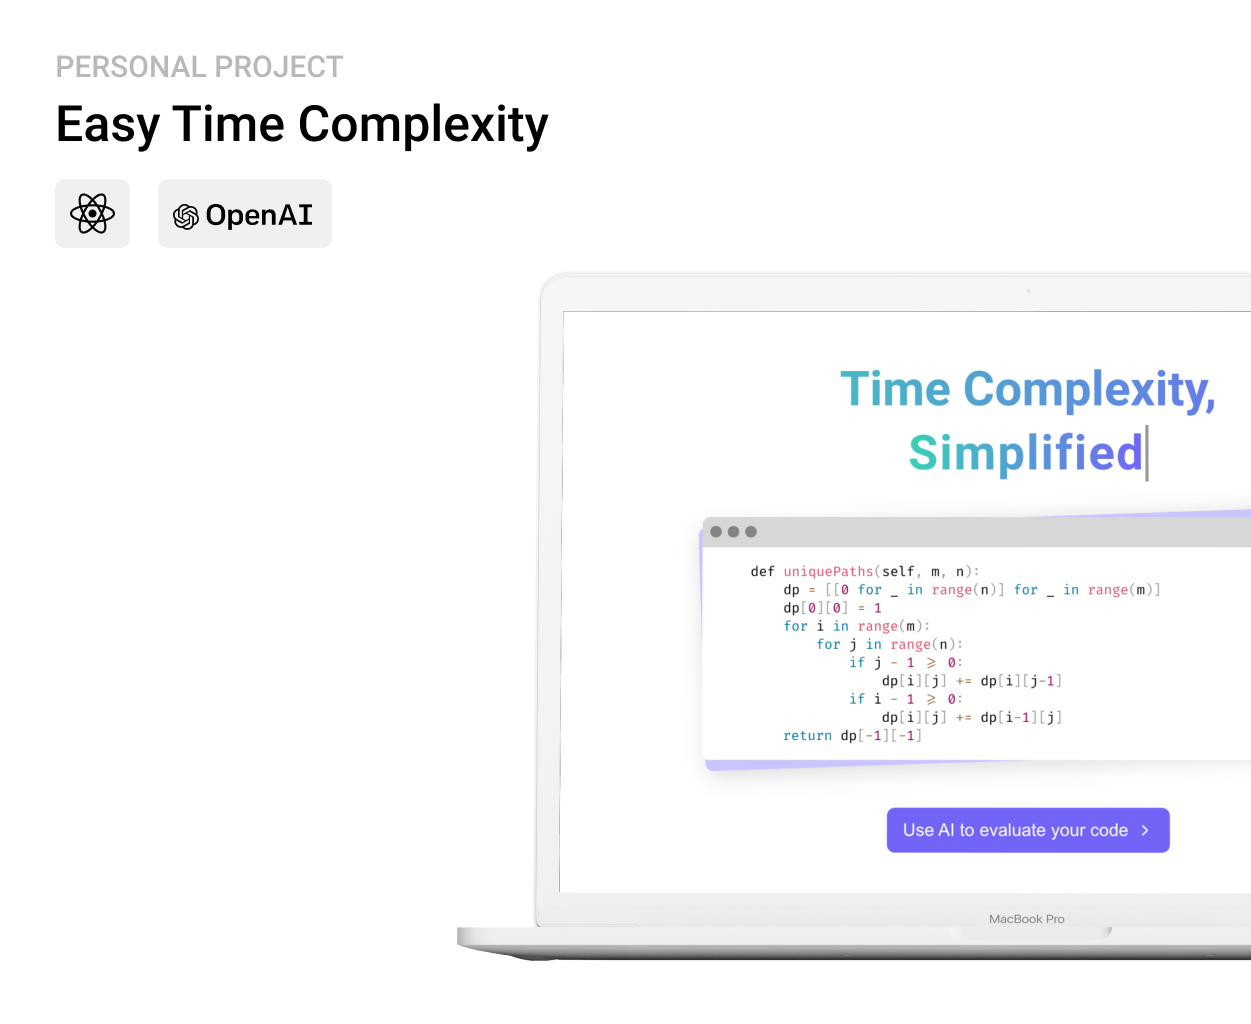 PERSONAL PROJECT
Easy Time Complexity
OpenAI
Time Complexity,
Simplified
def uniquePaths(self, m, n):
    dp = [[0 for _ in range(n)] for _ in range(m)]
    dp[0][0] = 1
    for i in range(m):
        for j in range(n):
            if j - 1 ⩾ 0:
                dp[i][j] += dp[i][j-1]
            if i - 1 ⩾ 0:
                dp[i][j] += dp[i-1][j]
    return dp[-1][-1]
Use AI to evaluate your code
MacBook Pro